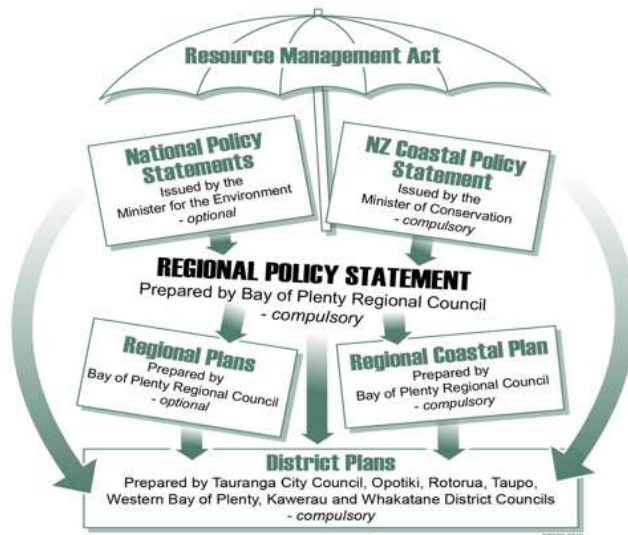 Resource Management Act
National Policy
Statements
Issued by the
Minister for the Environment
- optional
NZ Coastal Policy
Statement
Issued by the
Minister of Conservation
- compulsory
REGIONAL POLICY STATEMENT
Prepared by Bay of Plenty Regional Council
- compulsory
Regional Plans
Prepared by
Bay of Plenty Regional Council
- optional
Regional Coastal Plan
Prepared by
Bay of Plenty Regional Council
- compulsory
District Plans
Prepared by Tauranga City Council, Opotiki, Rotorua, Taupo,
Western Bay of Plenty, Kawerau and Whakatane District Councils
- compulsory